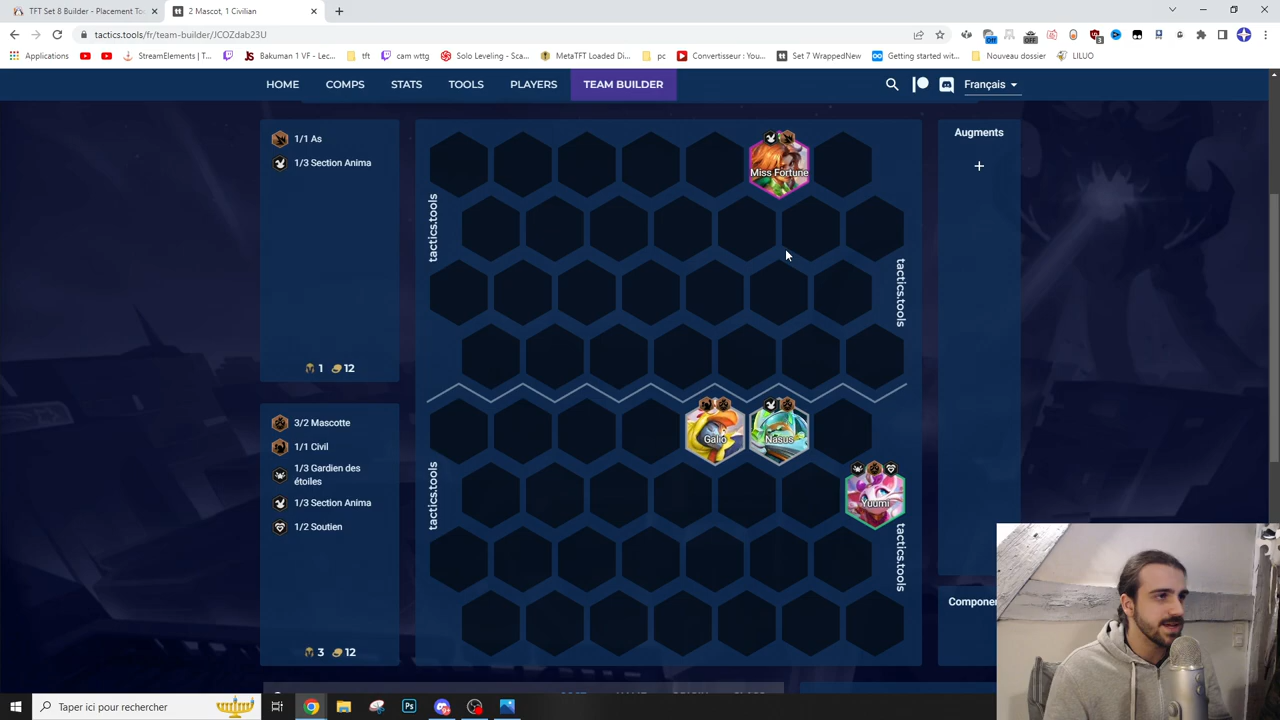 TFT Set 8 Builder - Placement To
2 Mascot, 1 Civilian
tactics.tools/fr/team-builder/JCOZdab23U
Applications
StreamElements | T...
Bakuman 1 VF - Lec...
tft
cam wttg
Solo Leveling - Sca...
MetaTFT Loaded Di...
pc
Convertisseur : You...
Set 7 WrappedNew
Getting started wit...
Nouveau dossier
LILUO
HOME
COMPS
STATS
TOOLS
PLAYERS
TEAM BUILDER
Français
1/1 As
1/3 Section Anima
1
12
3/2 Mascotte
1/1 Civil
1/3 Gardien des
étoiles
1/3 Section Anima
1/2 Soutien
3
12
tactics.tools
Miss Fortune
tactics.tools
Galio
Nasus
Yuumi
tactics.tools
tactics.tools
Augments
+
Componen
Taper ici pour rechercher